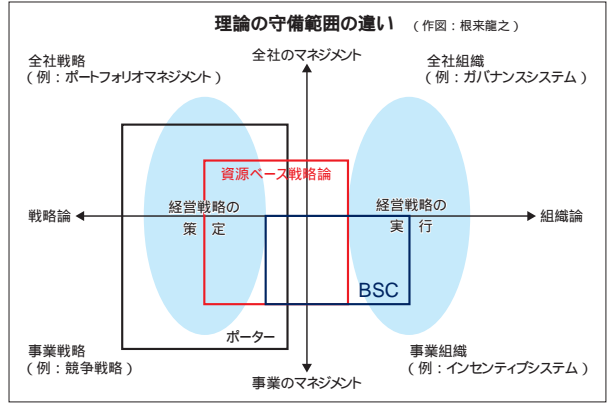 理論の守備範囲の違い （作図：根来龍之）
全社戦略
（例：ポートフォリオマネジメント）
全社のマネジメント
全社組織
（例：ガバナンスシステム）
資源ベース戦略論
戦略論
経営戦略の
策 定
経営戦略の
実 行
組織論
BSC
ポーター
事業戦略
（例：競争戦略）
事業のマネジメント
事業組織
（例：インセンティブシステム）